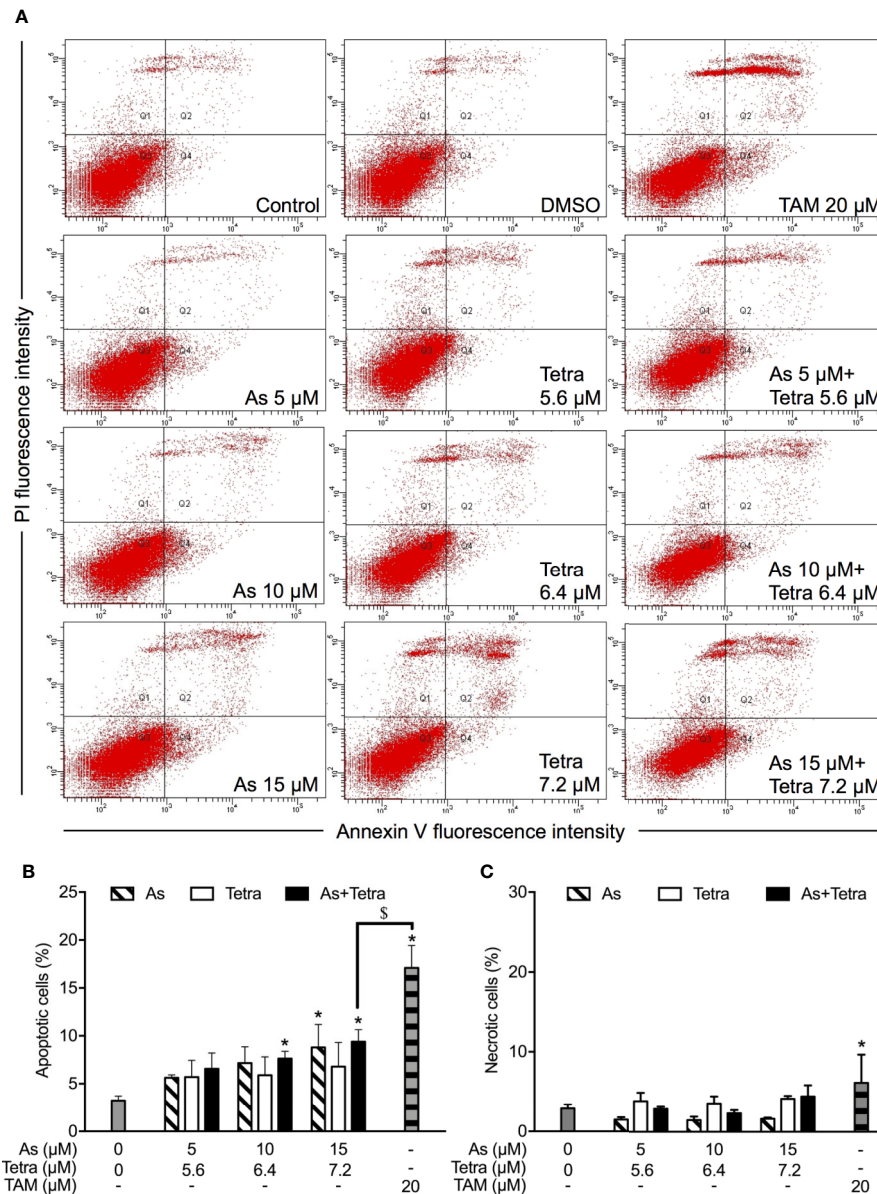 A
PI fluorescence intensity
Control
DMSO
TAM 20 µM
As 5 µM
Tetra
5.6 µM
As 5 µM+
Tetra 5.6 µM
As 10 µM
Tetra
6.4 µM
As 10 µM+
Tetra 6.4 µM
As 15 µM
Tetra
7.2 µM
As 15 µM+
Tetra 7.2 µM
Annexin V fluorescence intensity
B
As Tetra As+Tetra
Apoptotic cells (%)
25
20
15
10
5
0
$
* * * *
As (µM) 0 5 10 15 -
Tetra (µM) 0 5.6 6.4 7.2 -
TAM (µM) - - - - 20
C
As Tetra As+Tetra
Necrotic cells (%)
30
20
10
0
*
As (µM) 0 5 10 15 -
Tetra (µM) 0 5.6 6.4 7.2 -
TAM (µM) - - - - 20